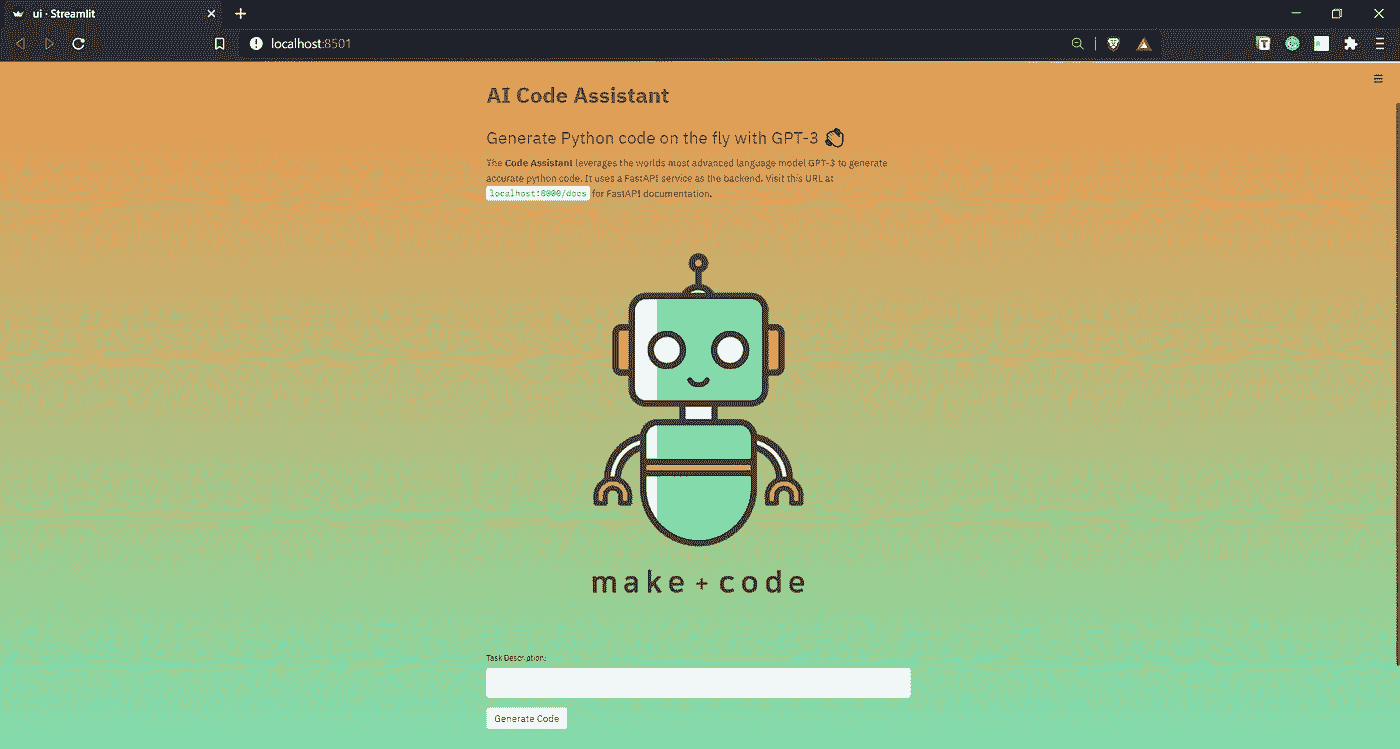 ui · Streamlit
localhost:8501
AI Code Assistant
Generate Python code on the fly with GPT-3
The Code Assistant leverages the worlds most advanced language model GPT-3 to generate
accurate python code. It uses a FastAPI service as the backend. Visit this URL at
localhost:8000/docs for FastAPI documentation.
make + code
Task Description:
Generate Code